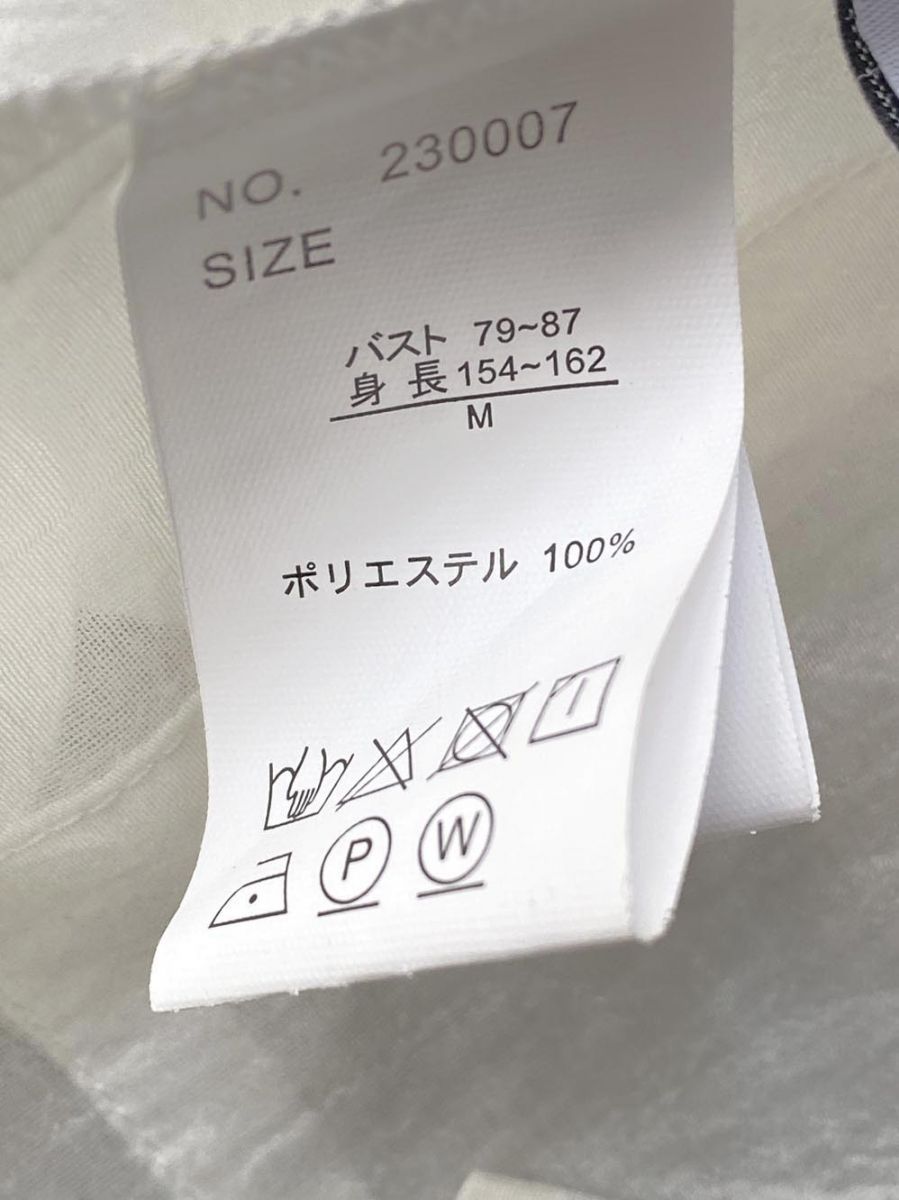 NO. 230007
SIZE
バスト 79~87
身長 154~162
M
ポリエステル 100%
P W